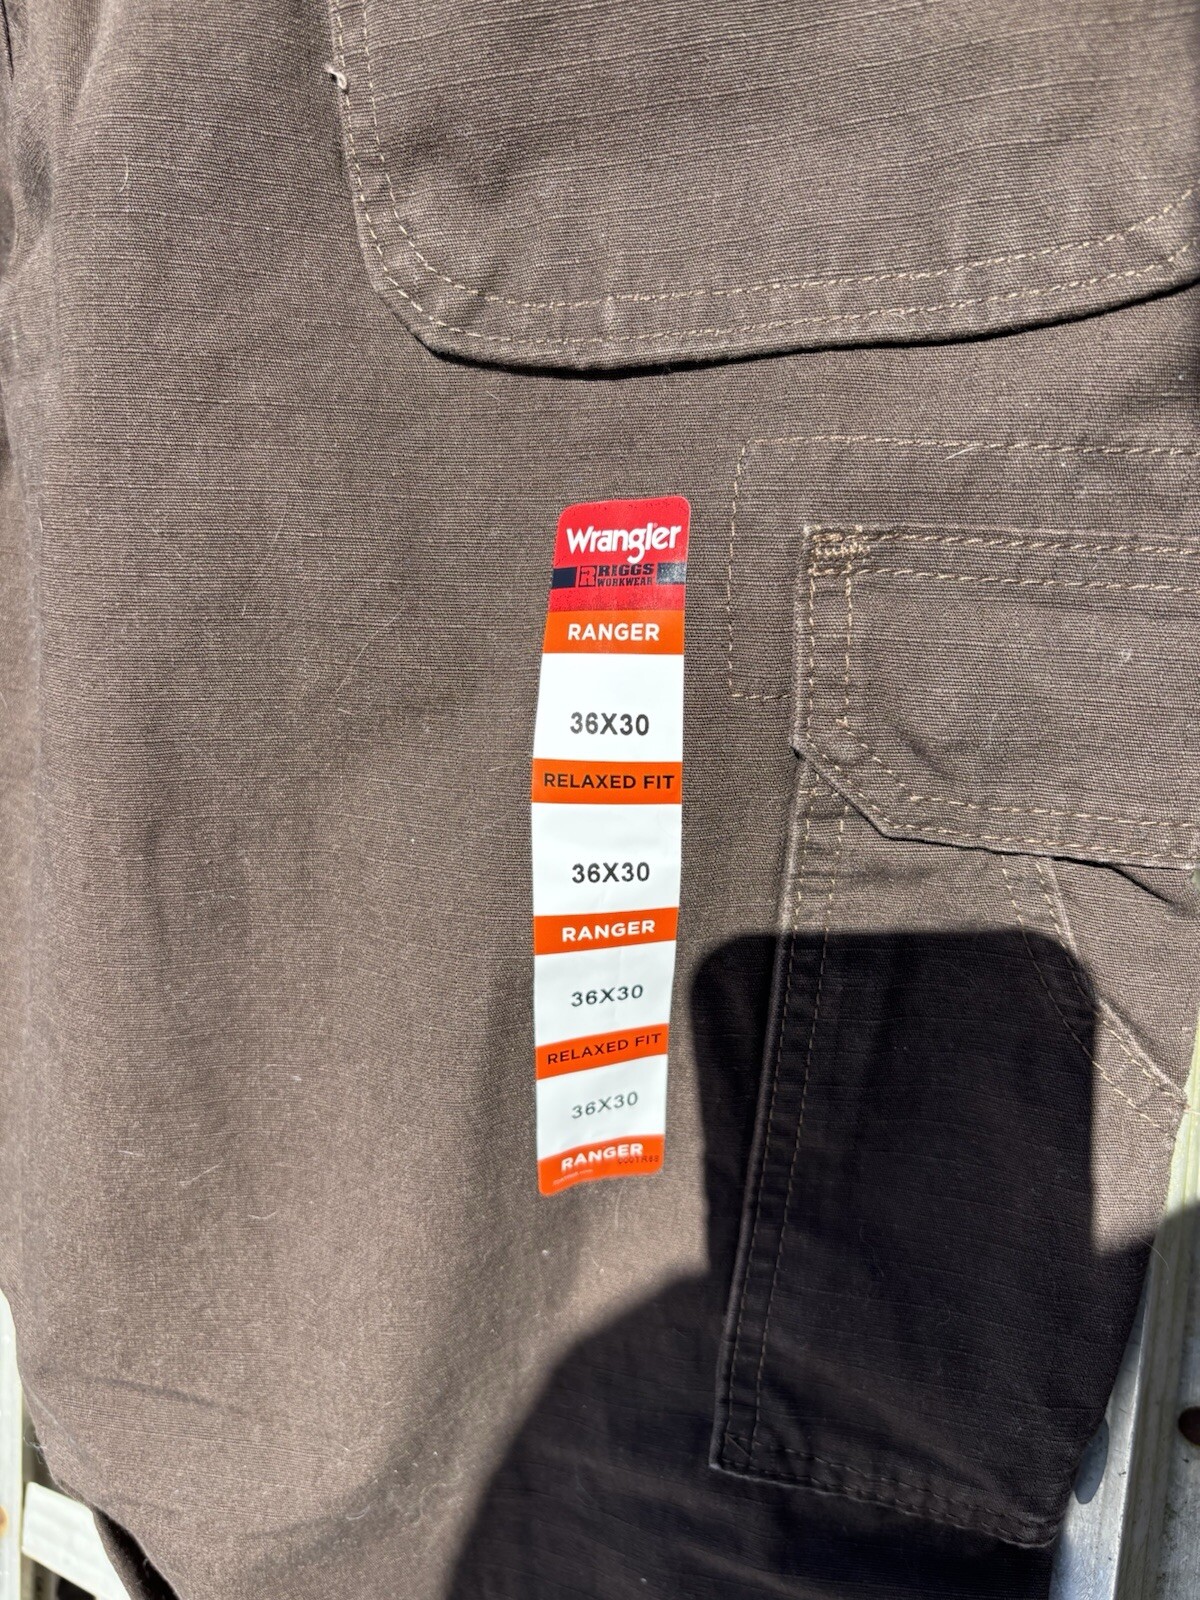 Wrangler
RIGGS
WORKWEAR
RANGER
36X30
RELAXED FIT
36X30
RANGER
36X30
RELAXED FIT
36X30
RANGER